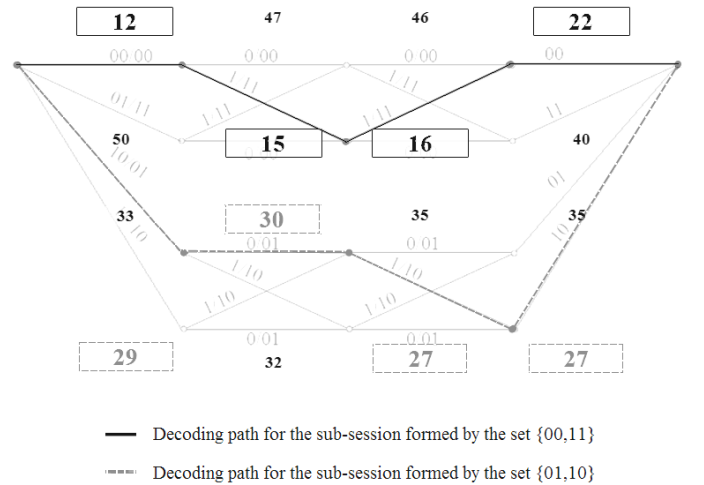 12 47 46 22
00 00 0 00 0 00 00
1 11 1 11
01 11 1 11 1 11 11
50 15 16 40
10 01
01
33 30 35 35
10 10
0 01 0 01
1 10 1 10
1 10 1 10
0 01 0 01
29 32 27 27
Decoding path for the sub-session formed by the set {00,11}
Decoding path for the sub-session formed by the set {01,10}